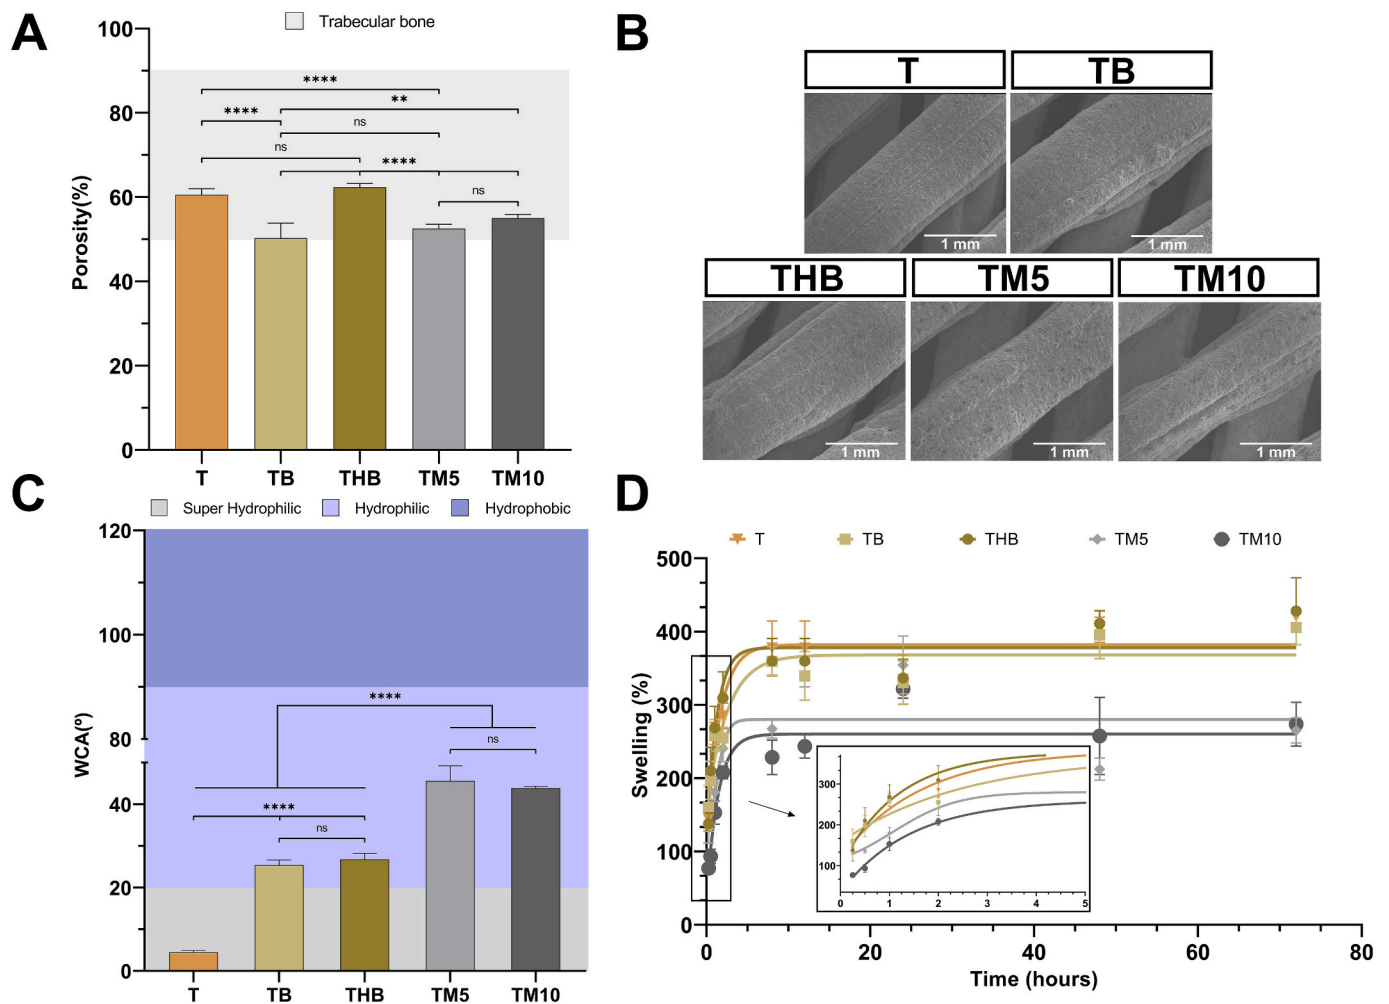 A
Trabecular bone
Porosity(%)
100
80
60
40
20
0
****
**
****
ns
ns
****
ns
T TB THB TM5 TM10
B
T TB
1 mm 1 mm
THB TM5 TM10
1 mm 1 mm 1 mm
C
Super Hydrophilic Hydrophilic Hydrophobic
WCA(º)
120
100
80
40
20
0
****
ns
****
ns
T TB THB TM5 TM10
D
T TB THB TM5 TM10
Swelling (%)
500
400
300
200
100
0
300
200
100
0 1 2 3 4 5
0 20 40 60 80
Time (hours)